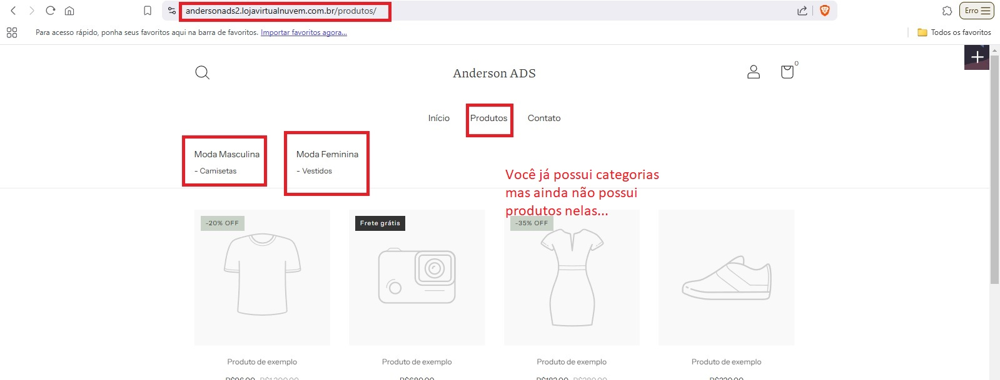 andersonads2.lojavirtualnuvem.com.br/produtos/
Erro
Para acesso rápido, ponha seus favoritos aqui na barra de favoritos. Importar favoritos agora...
Todos os favoritos
Anderson ADS
0
Início Produtos Contato
Moda Masculina Moda Feminina
- Camisetas - Vestidos
Você já possui categorias
mas ainda não possui
produtos nelas...
-20% OFF Frete grátis -35% OFF
Produto de exemplo Produto de exemplo Produto de exemplo Produto de exemplo